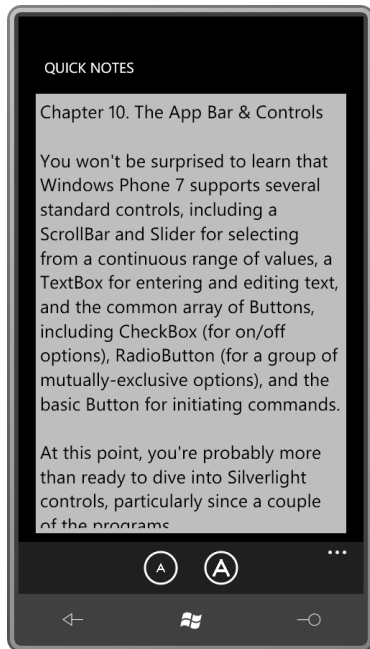 QUICK NOTES
Chapter 10. The App Bar & Controls
You won't be surprised to learn that
Windows Phone 7 supports several
standard controls, including a
ScrollBar and Slider for selecting
from a continuous range of values, a
TextBox for entering and editing text,
and the common array of Buttons,
including CheckBox (for on/off
options), RadioButton (for a group of
mutually-exclusive options), and the
basic Button for initiating commands.
At this point, you're probably more
than ready to dive into Silverlight
controls, particularly since a couple
of the programs
A A